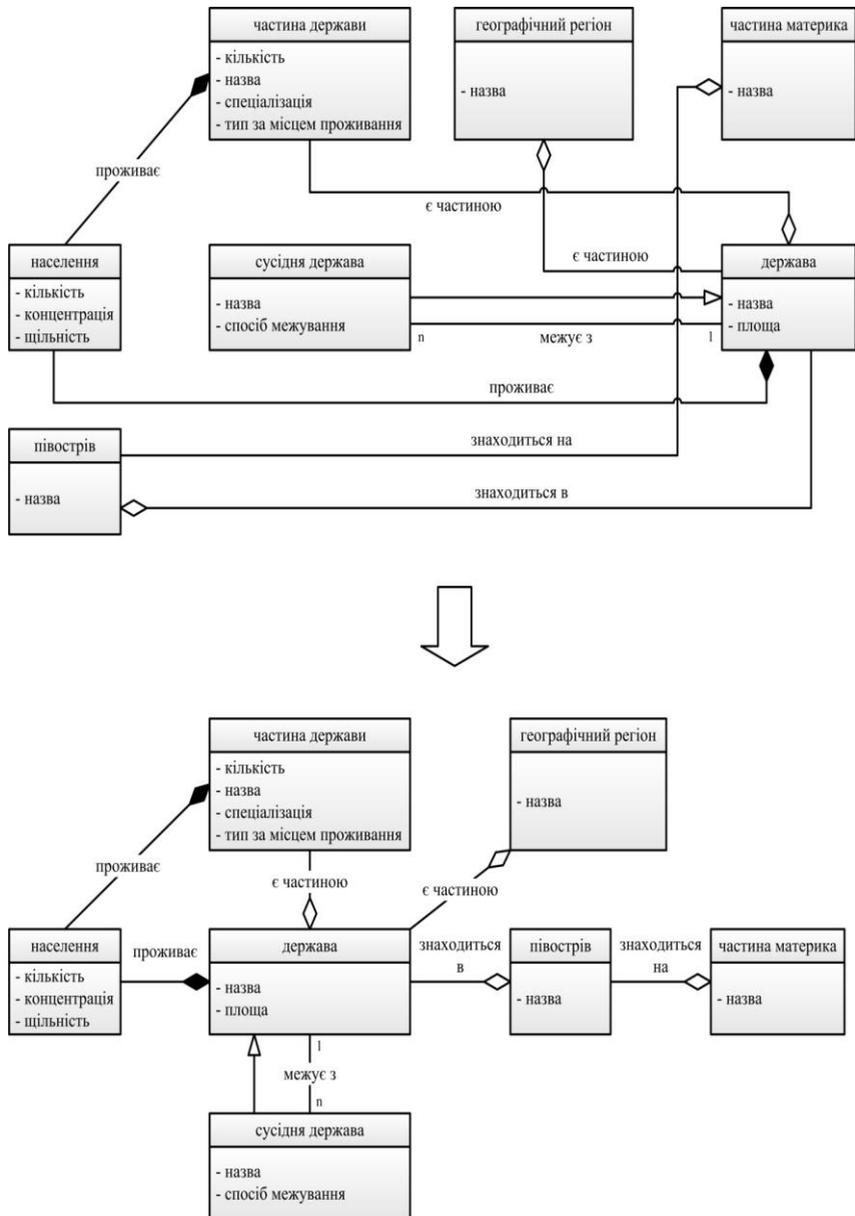 частина держави
- кількість
- назва
- спеціалізація
- тип за місцем проживання
географічний регіон
- назва
частина материка
- назва
проживає
є частиною
є частиною
населення
- кількість
- концентрація
- щільність
сусідня держава
- назва
- спосіб межування
держава
- назва
- площа
n
межує з
1
проживає
півострів
- назва
знаходиться на
знаходиться в
частина держави
- кількість
- назва
- спеціалізація
- тип за місцем проживання
географічний регіон
- назва
проживає
є частиною
є частиною
населення
- кількість
- концентрація
- щільність
проживає
держава
- назва
- площа
знаходиться
в
півострів
- назва
знаходиться
на
частина материка
- назва
1
межує з
n
сусідня держава
- назва
- спосіб межування